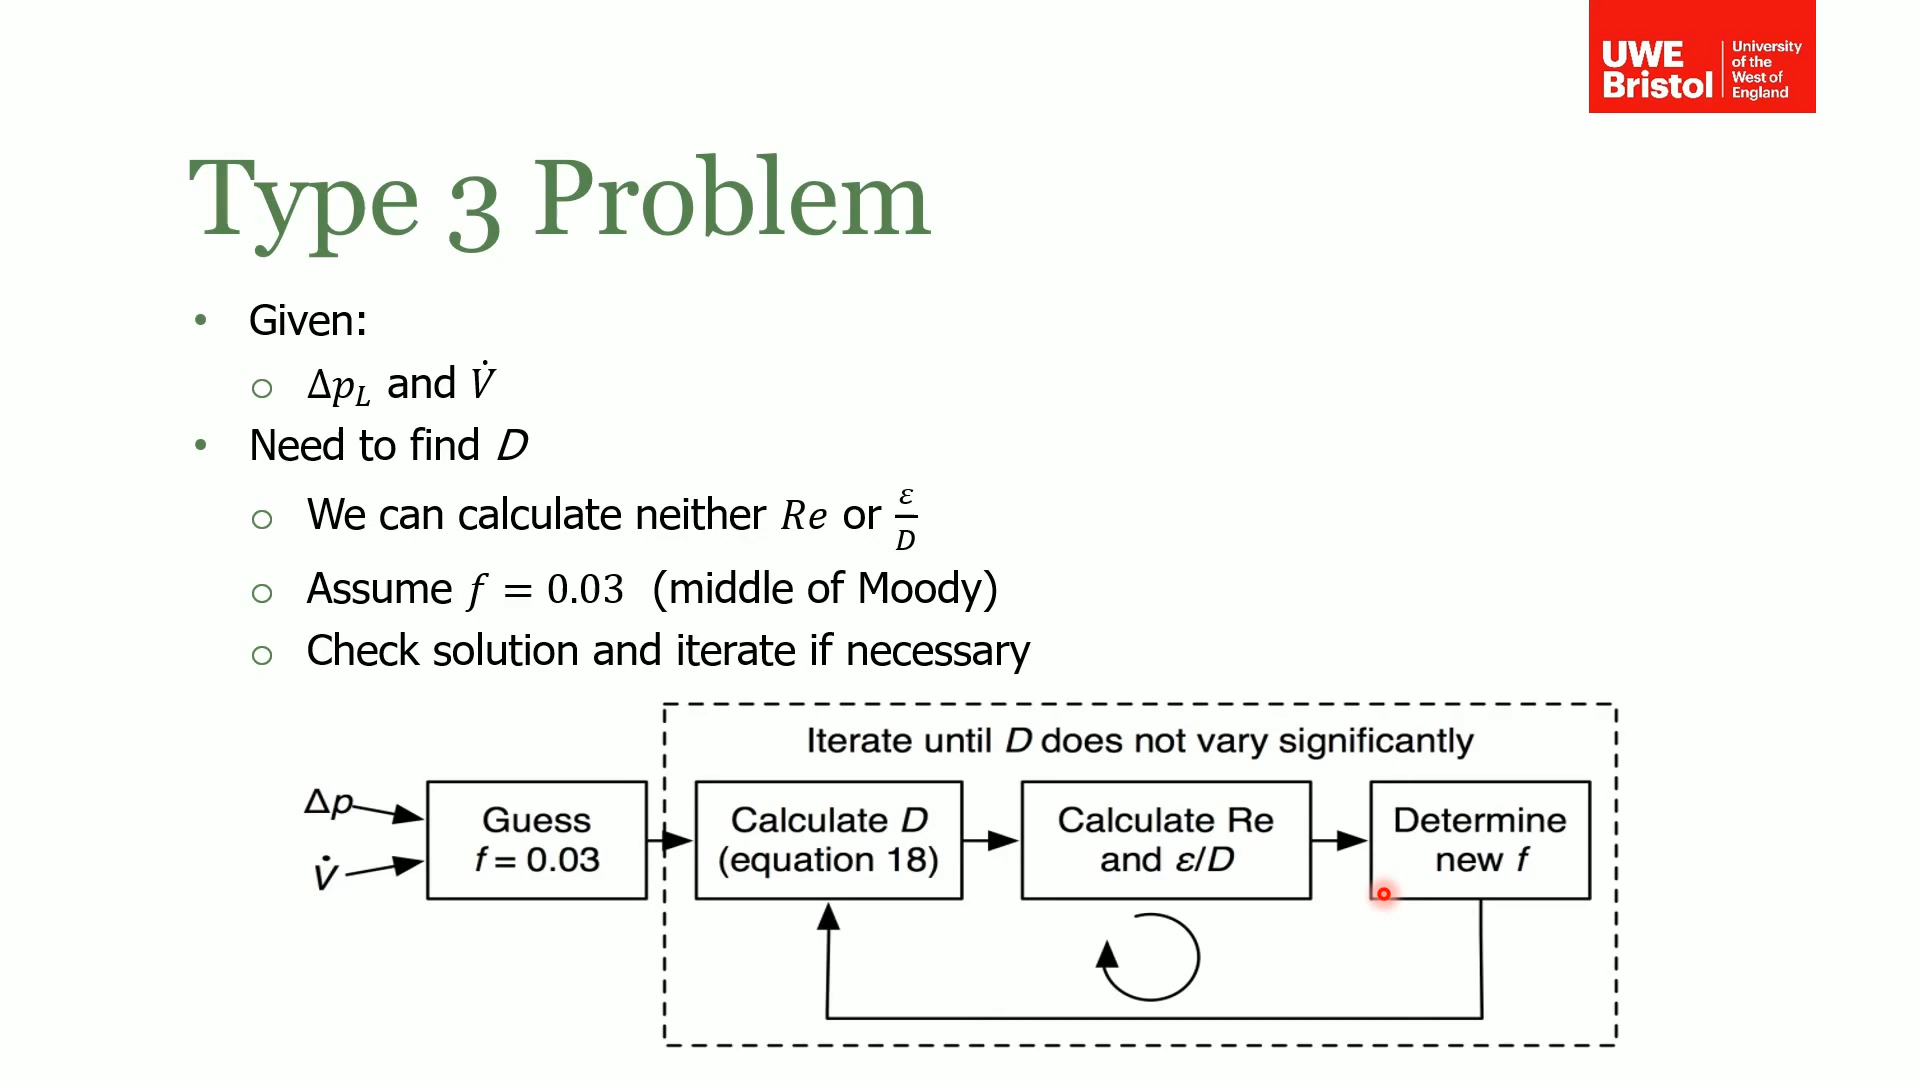 UWE
Bristol
University
of the
West of
England
Type 3 Problem
• Given:
○ Δp_L and V̇
• Need to find D
○ We can calculate neither Re or ε/D
○ Assume f = 0.03 (middle of Moody)
○ Check solution and iterate if necessary
Iterate until D does not vary significantly
Δp
V̇
Guess
f = 0.03
Calculate D
(equation 18)
Calculate Re
and ε/D
Determine
new f